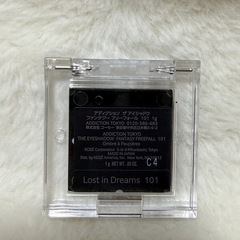 アディクション ザ アイシャドウ
ファンタジー フリーフォール 101 1g
ADDICTION TOKYO 0120-586-683
ADDICTION TOKYO
THE EYESHADOW FANTASY FREEFALL 101
Ombre à Paupières
MADE IN JAPAN
1g NET WT. .03 OZ.
C4
Lost in Dreams 101